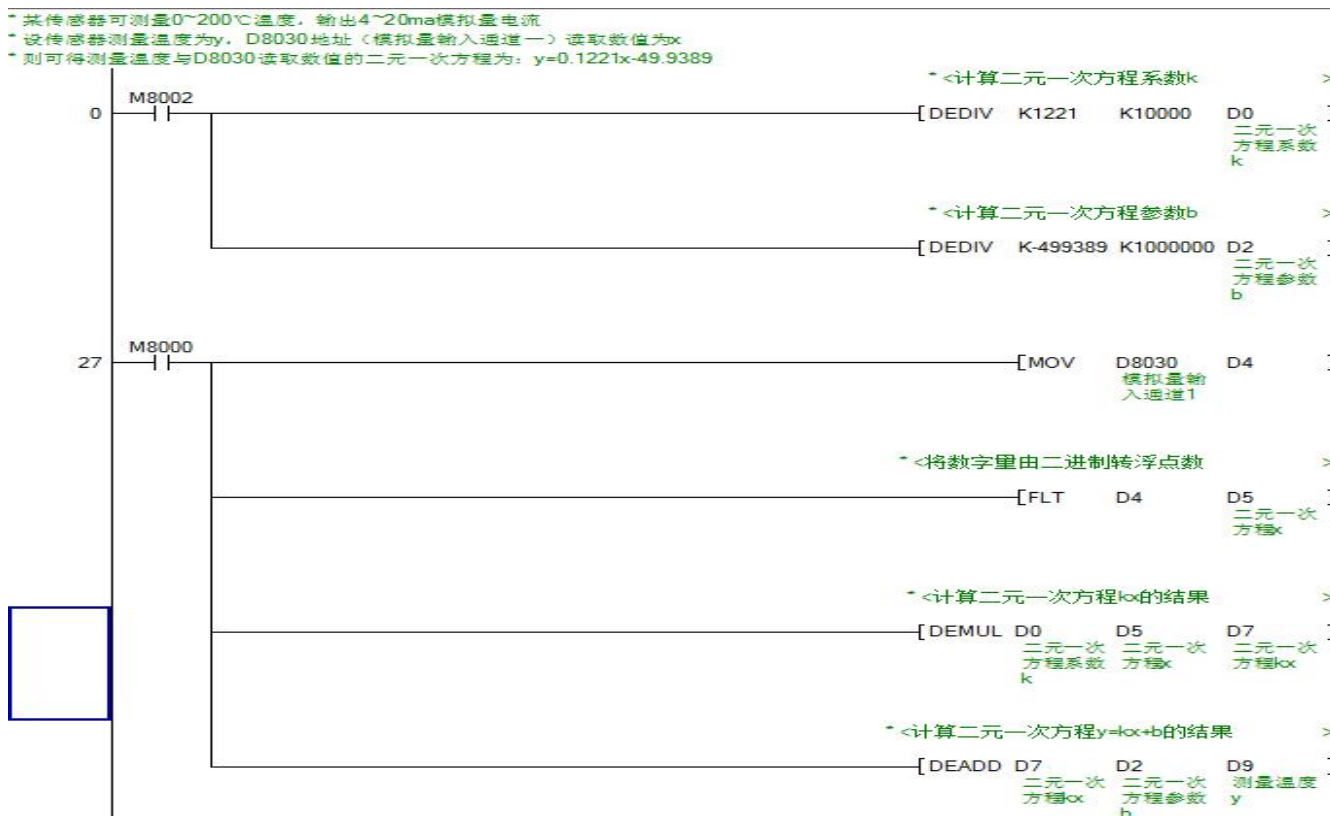 * 某传感器可测量0~200℃温度，输出4~20ma模拟量电流
* 设传感器测量温度为y，D8030地址（模拟量输入通道一）读取数值为x
* 则可得测量温度与D8030读取数值的二元一次方程为：y=0.1221x-49.9389
* <计算二元一次方程系数k >
M8002
0 [DEDIV K1221 K10000 D0 ]
二元一次
方程系数
k
* <计算二元一次方程参数b >
[DEDIV K-499389 K1000000 D2 ]
二元一次
方程参数
b
M8000
27 [MOV D8030 D4 ]
模拟量输
入通道1
* <将数字量由二进制转浮点数 >
[FLT D4 D5 ]
二元一次
方程x
* <计算二元一次方程kx的结果 >
[DEMUL D0 D5 D7 ]
二元一次 二元一次 二元一次
方程系数 方程x 方程kx
k
* <计算二元一次方程y=kx+b的结果 >
[DEADD D7 D2 D9 ]
二元一次 二元一次 测量温度
方程kx 方程参数 y
b